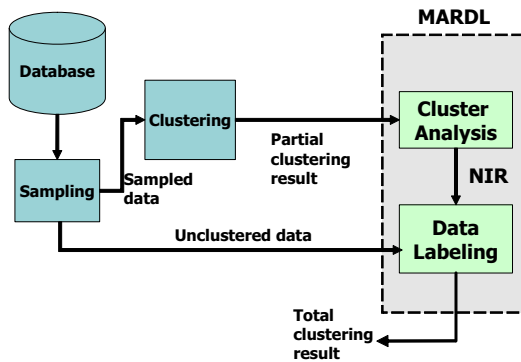 MARDL
Database
Clustering
Cluster
Analysis
Partial
clustering
result
Sampled
data
Sampling
NIR
Unclustered data
Data
Labeling
Total
clustering
result